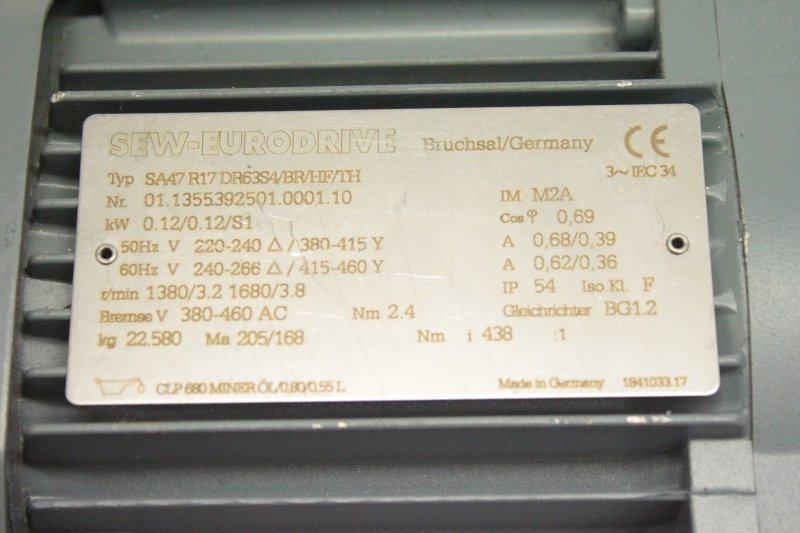 SEW-EURODRIVE Bruchsal/Germany CE
Typ SA47 R17 DR63S4/BR/HF/TH 3~ IEC 34
Nr. 01.1355392501.0001.10 IM M2A
kW 0.12/0.12/S1 Cos φ 0,69
50Hz V 220-240 Δ / 380-415 Y A 0,68/0,39
60Hz V 240-266 Δ / 415-460 Y A 0,62/0,36
r/min 1380/3.2 1680/3.8 IP 54 Iso.Kl. F
Bremse V 380-460 AC Nm 2.4 Gleichrichter BG1.2
kg 22.580 Ma 205/168 Nm i 438 :1
CLP 680 MINER.ÖL/0,80/0,55 L Made in Germany 1841033.17